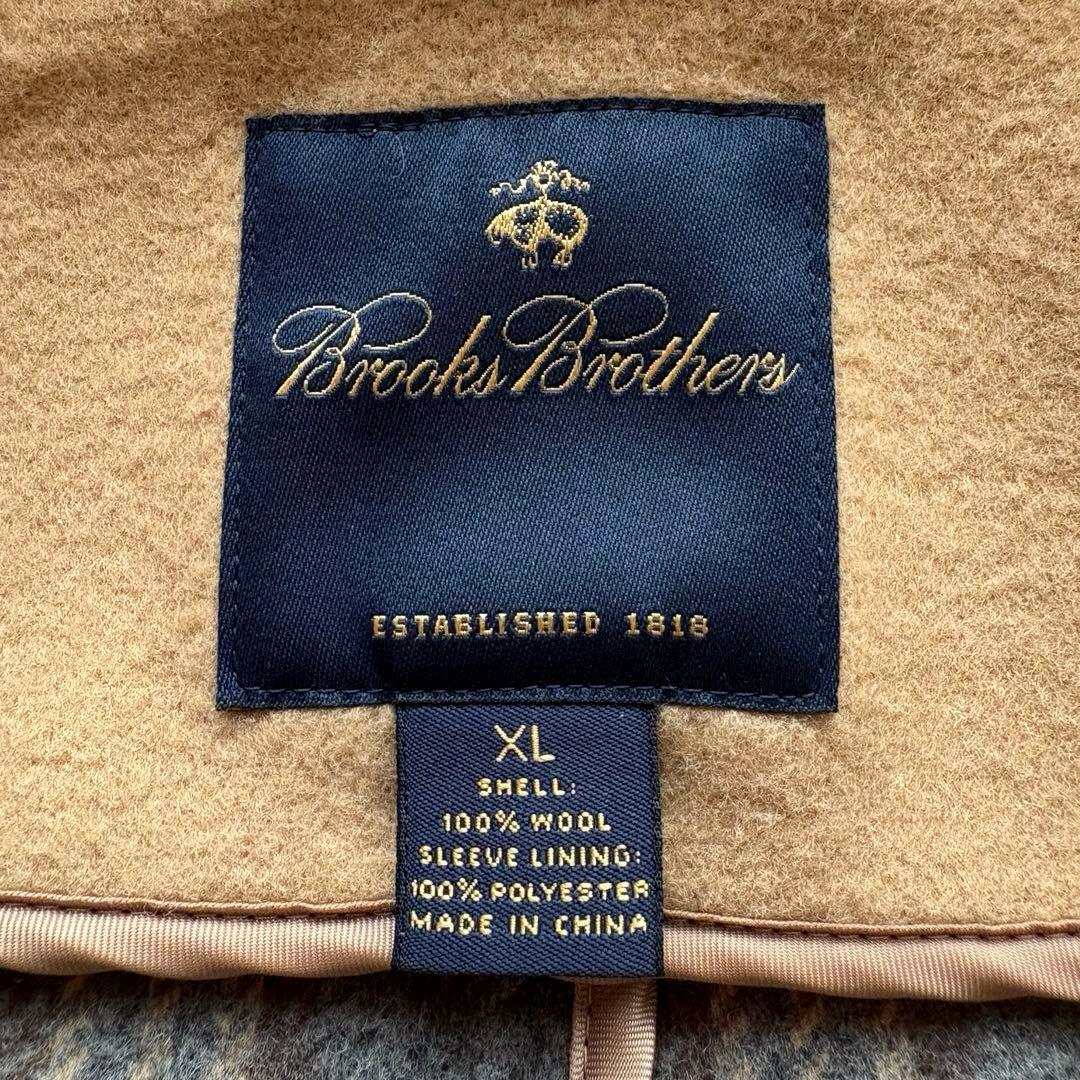 Brooks Brothers
ESTABLISHED 1818
XL
SHELL:
100% WOOL
SLEEVE LINING:
100% POLYESTER
MADE IN CHINA